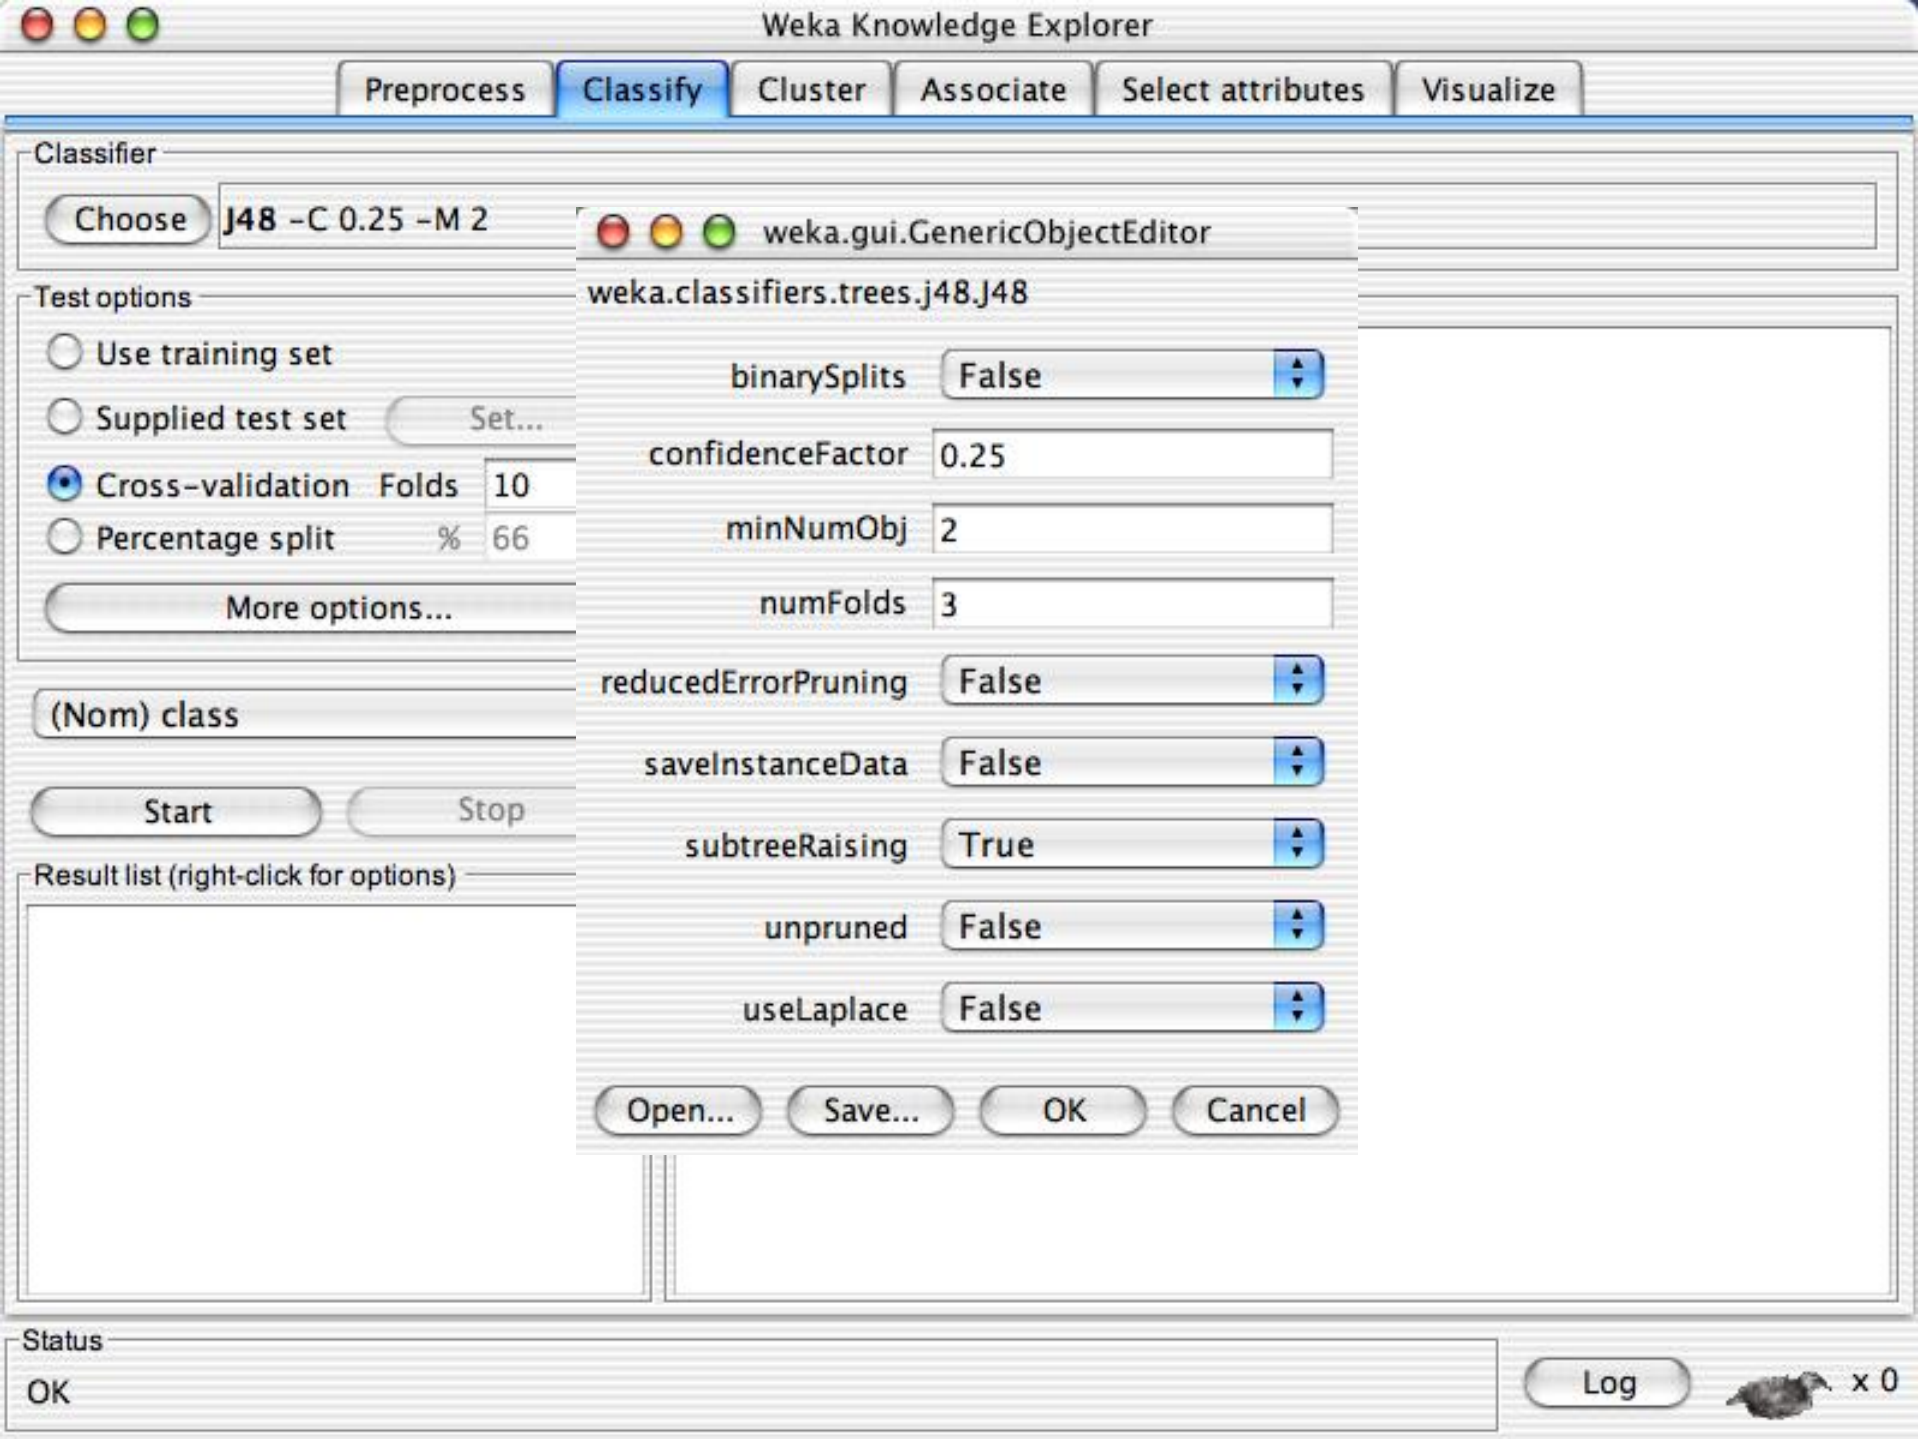 Weka Knowledge Explorer
Preprocess Classify Cluster Associate Select attributes Visualize
Classifier
Choose J48 -C 0.25 -M 2
Test options
Use training set
Supplied test set Set...
Cross-validation Folds 10
Percentage split % 66
More options...
(Nom) class
Start Stop
Result list (right-click for options)
weka.gui.GenericObjectEditor
weka.classifiers.trees.j48.J48
binarySplits False
confidenceFactor 0.25
minNumObj 2
numFolds 3
reducedErrorPruning False
saveInstanceData False
subtreeRaising True
unpruned False
useLaplace False
Open... Save... OK Cancel
Status
OK
Log x 0